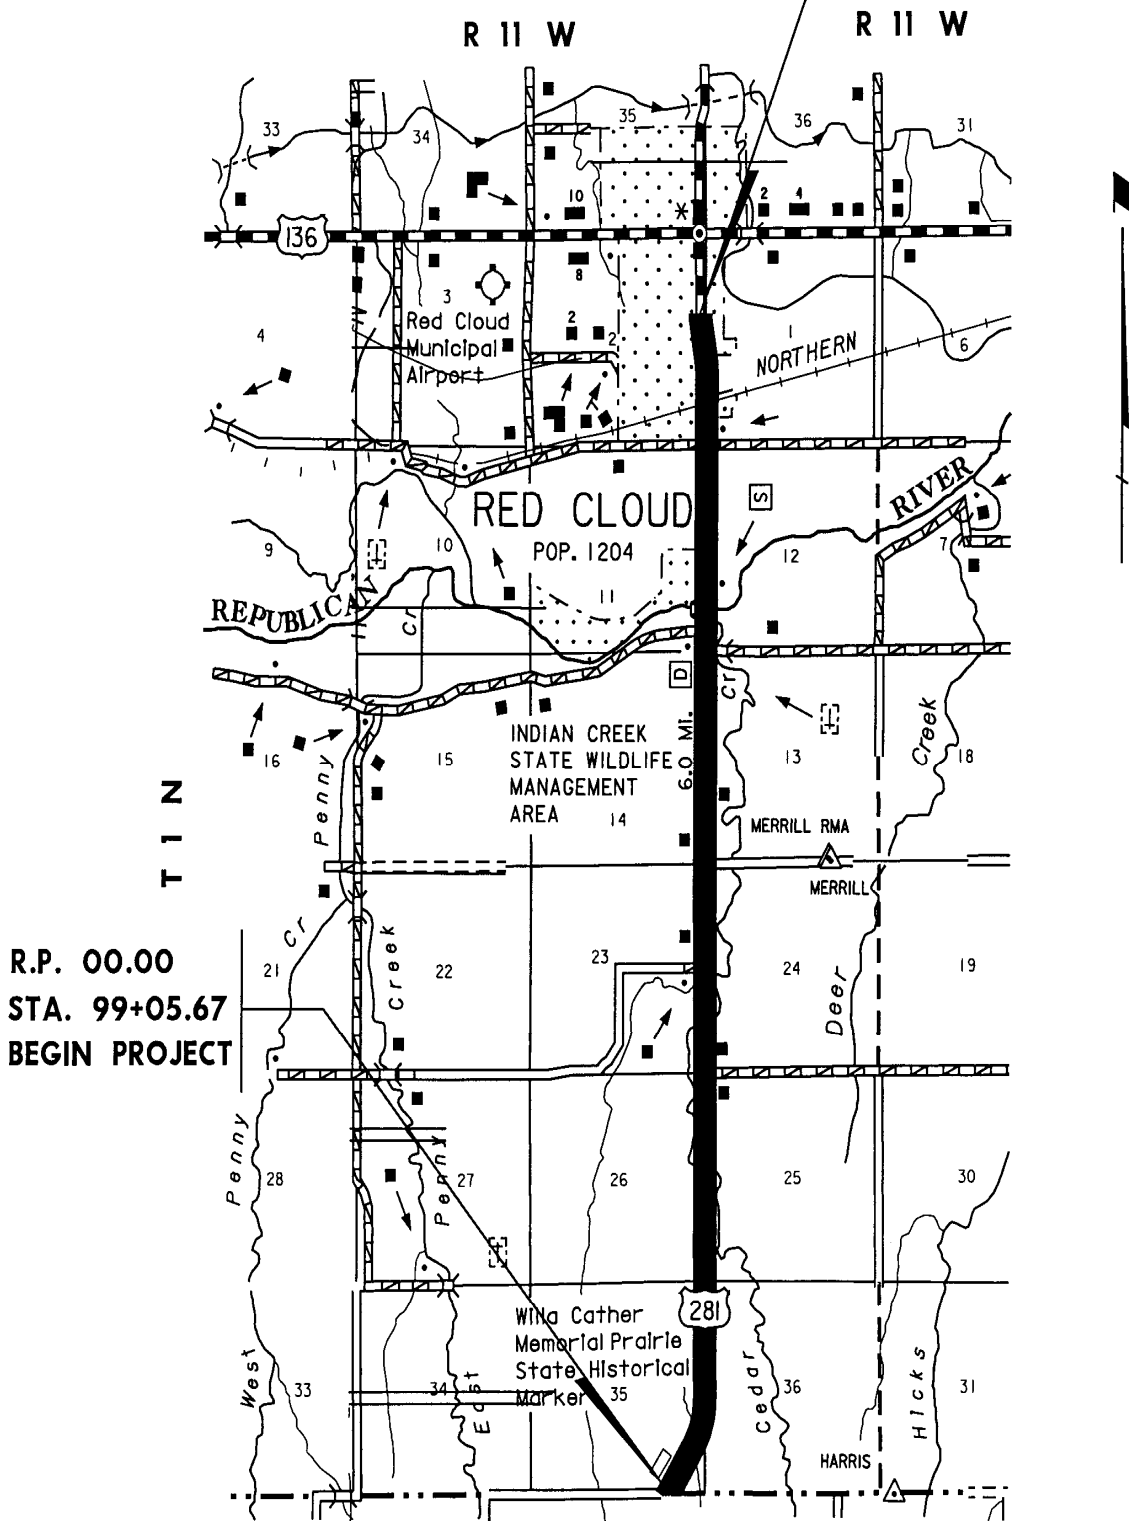 R 11 W
R 11 W
33
34
35
36
31
10
2
4
136
8
3
4
2
2
1
6
Red Cloud
Municipal
Airport
NORTHERN
RED CLOUD
POP. 1204
S
RIVER
9
10
11
12
7
REPUBLICAN
Cr
D
Cr
6.0 MI.
INDIAN CREEK
STATE WILDLIFE
MANAGEMENT
AREA
16
15
14
13
18
Creek
Penny
T 1 N
MERRILL RMA
MERRILL
Cr
Creek
21
22
23
24
19
Deer
R.P. 00.00
STA. 99+05.67
BEGIN PROJECT
Penny
Penny
28
27
26
25
30
281
Willa Cather
Memorial Prairie
State Historical
Marker
West
33
34
East
35
Cedar
36
Hicks
31
HARRIS